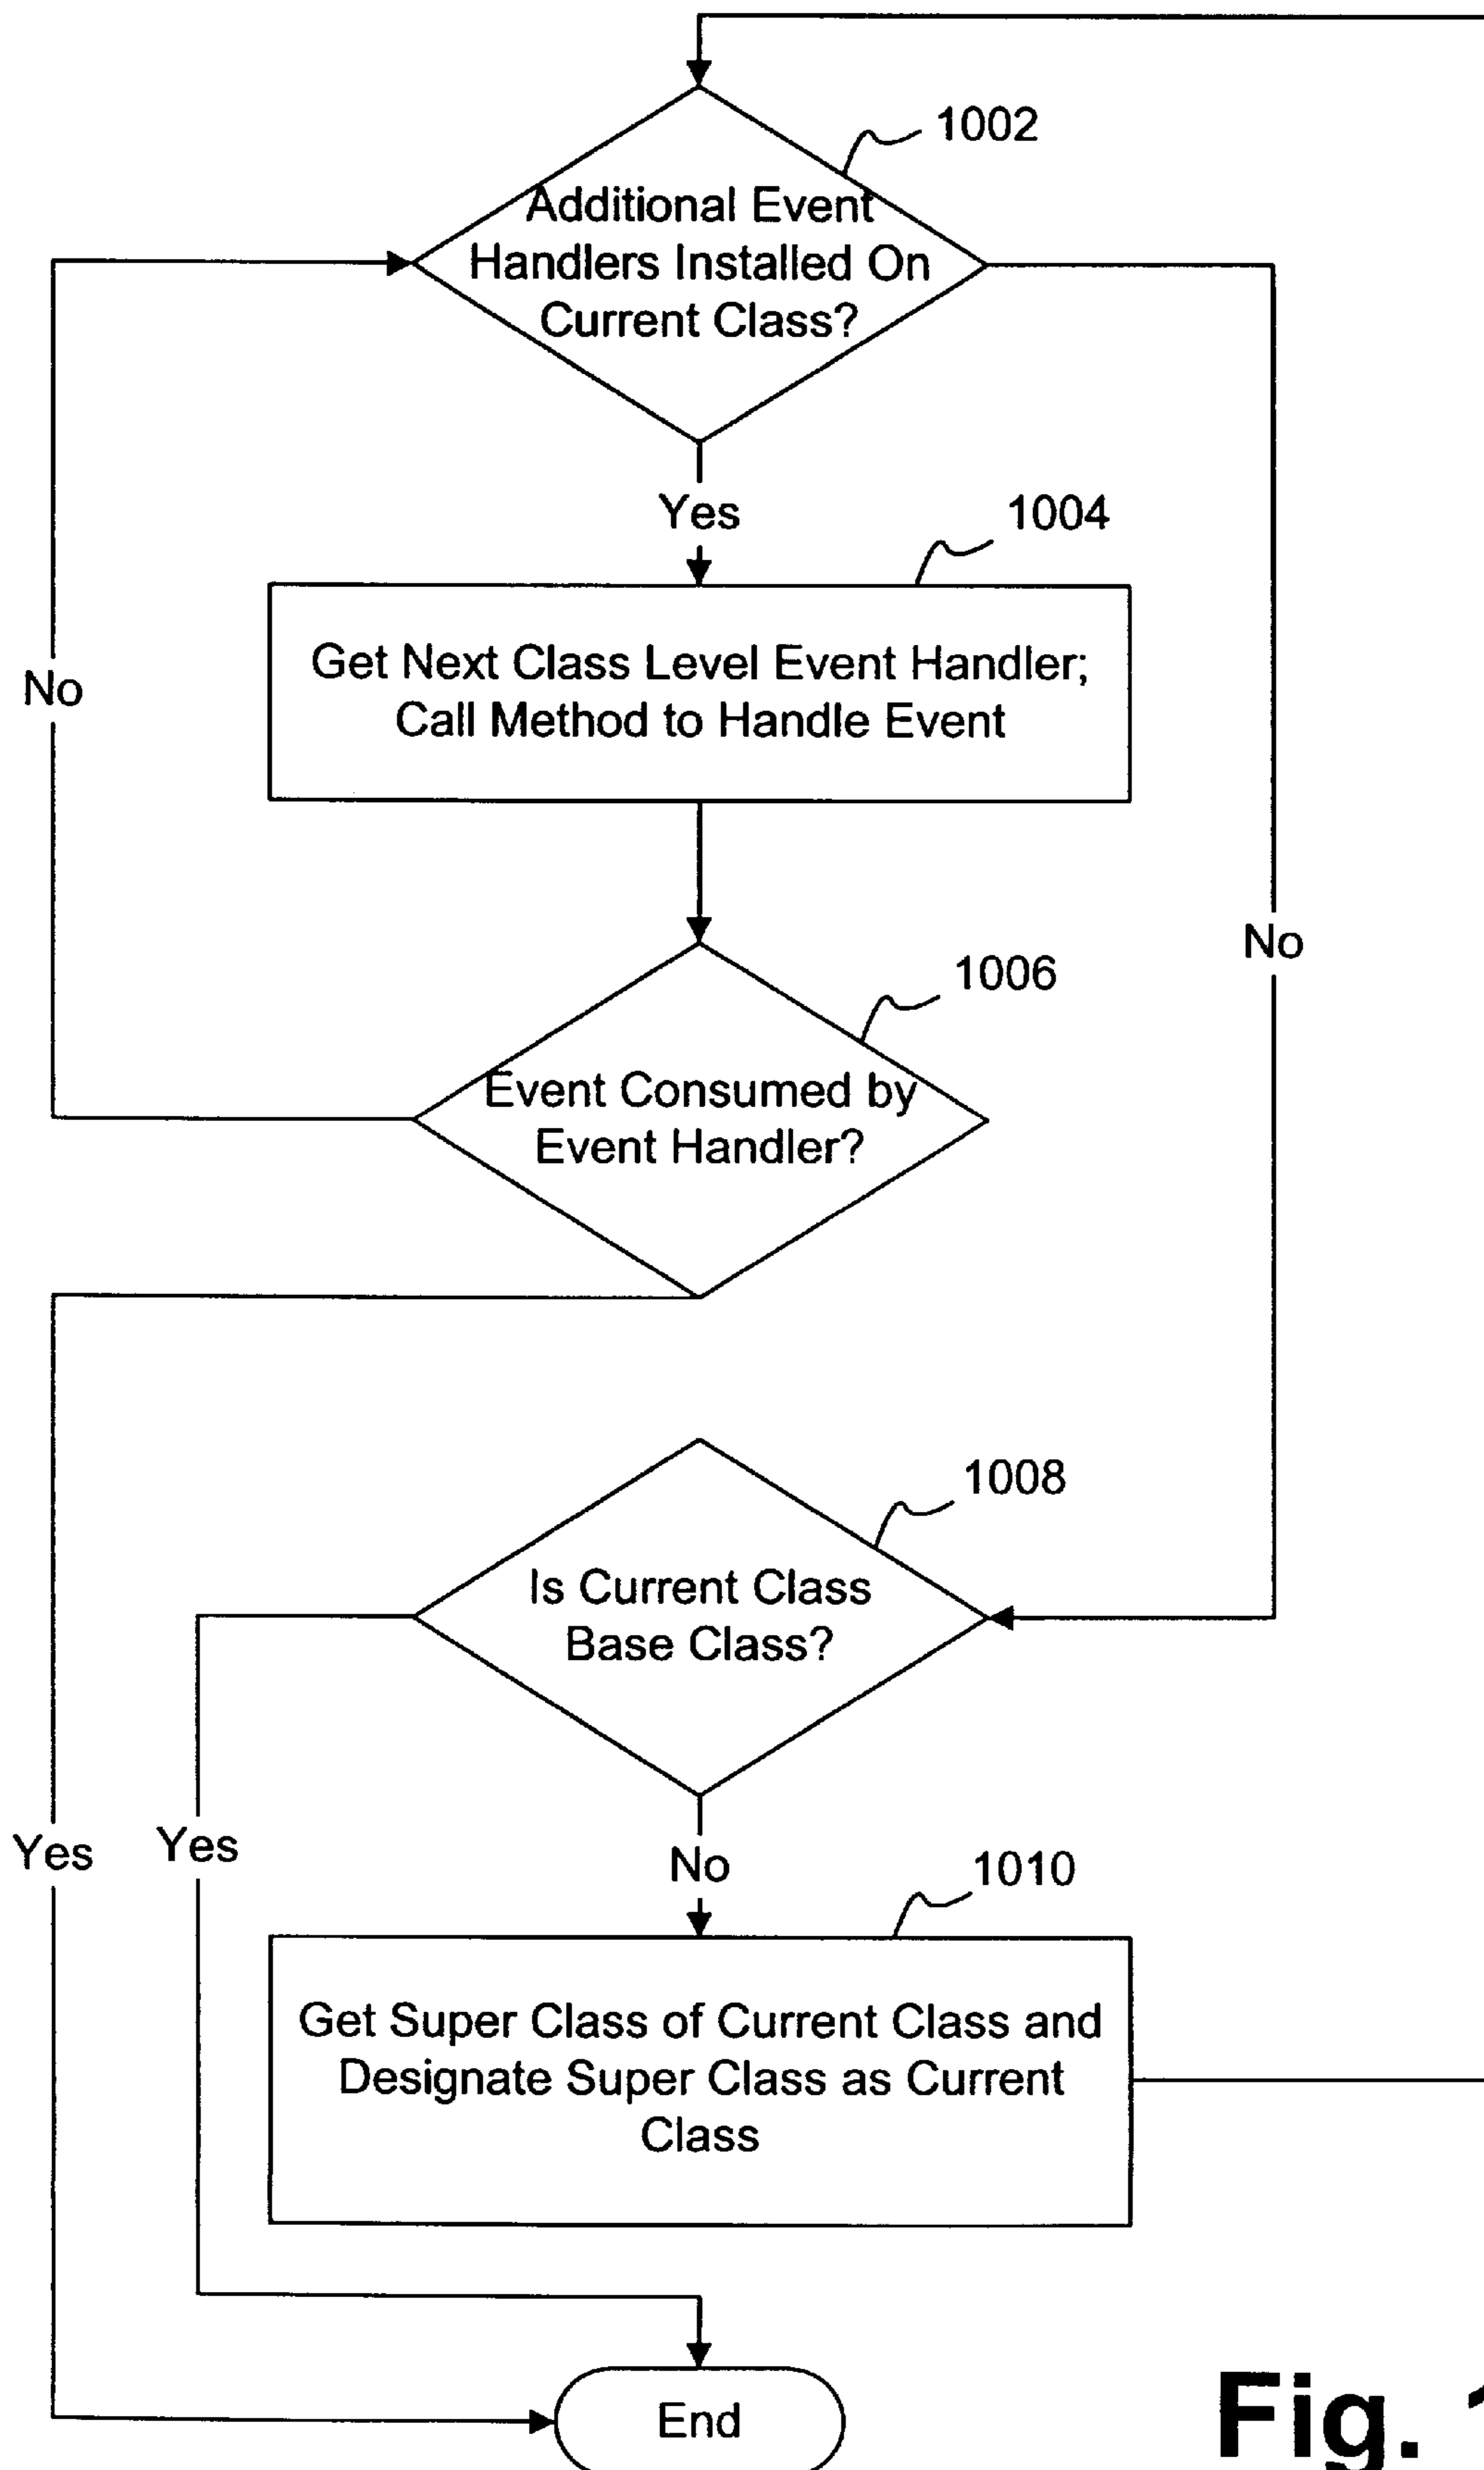 1002
Additional Event
Handlers Installed On
Current Class?
Yes
1004
Get Next Class Level Event Handler;
Call Method to Handle Event
No
No
1006
Event Consumed by
Event Handler?
1008
Is Current Class
Base Class?
Yes
Yes
No
1010
Get Super Class of Current Class and
Designate Super Class as Current
Class
End
Fig.